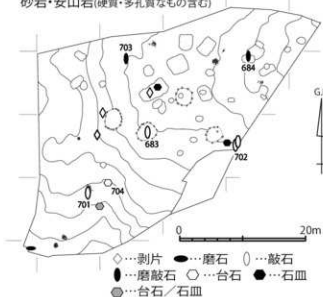 砂岩・安山岩(硬質・多孔質なもの含む)
703
684
G.N
683
702
704
701
0 20m
…剥片 …磨石 …敲石
…磨敲石 …台石 …石皿
…台石/石皿